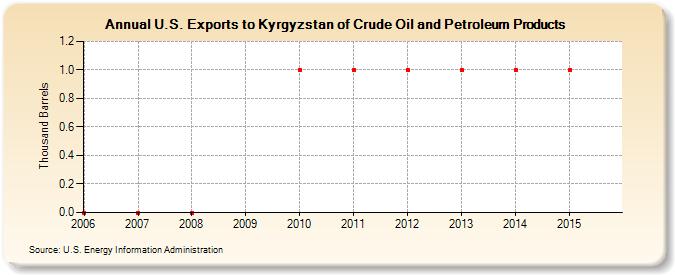 Annual U.S. Exports to Kyrgyzstan of Crude Oil and Petroleum Products
Thousand Barrels
1.2
1.0
0.8
0.6
0.4
0.2
0.0
2006 2007 2008 2009 2010 2011 2012 2013 2014 2015
Source: U.S. Energy Information Administration